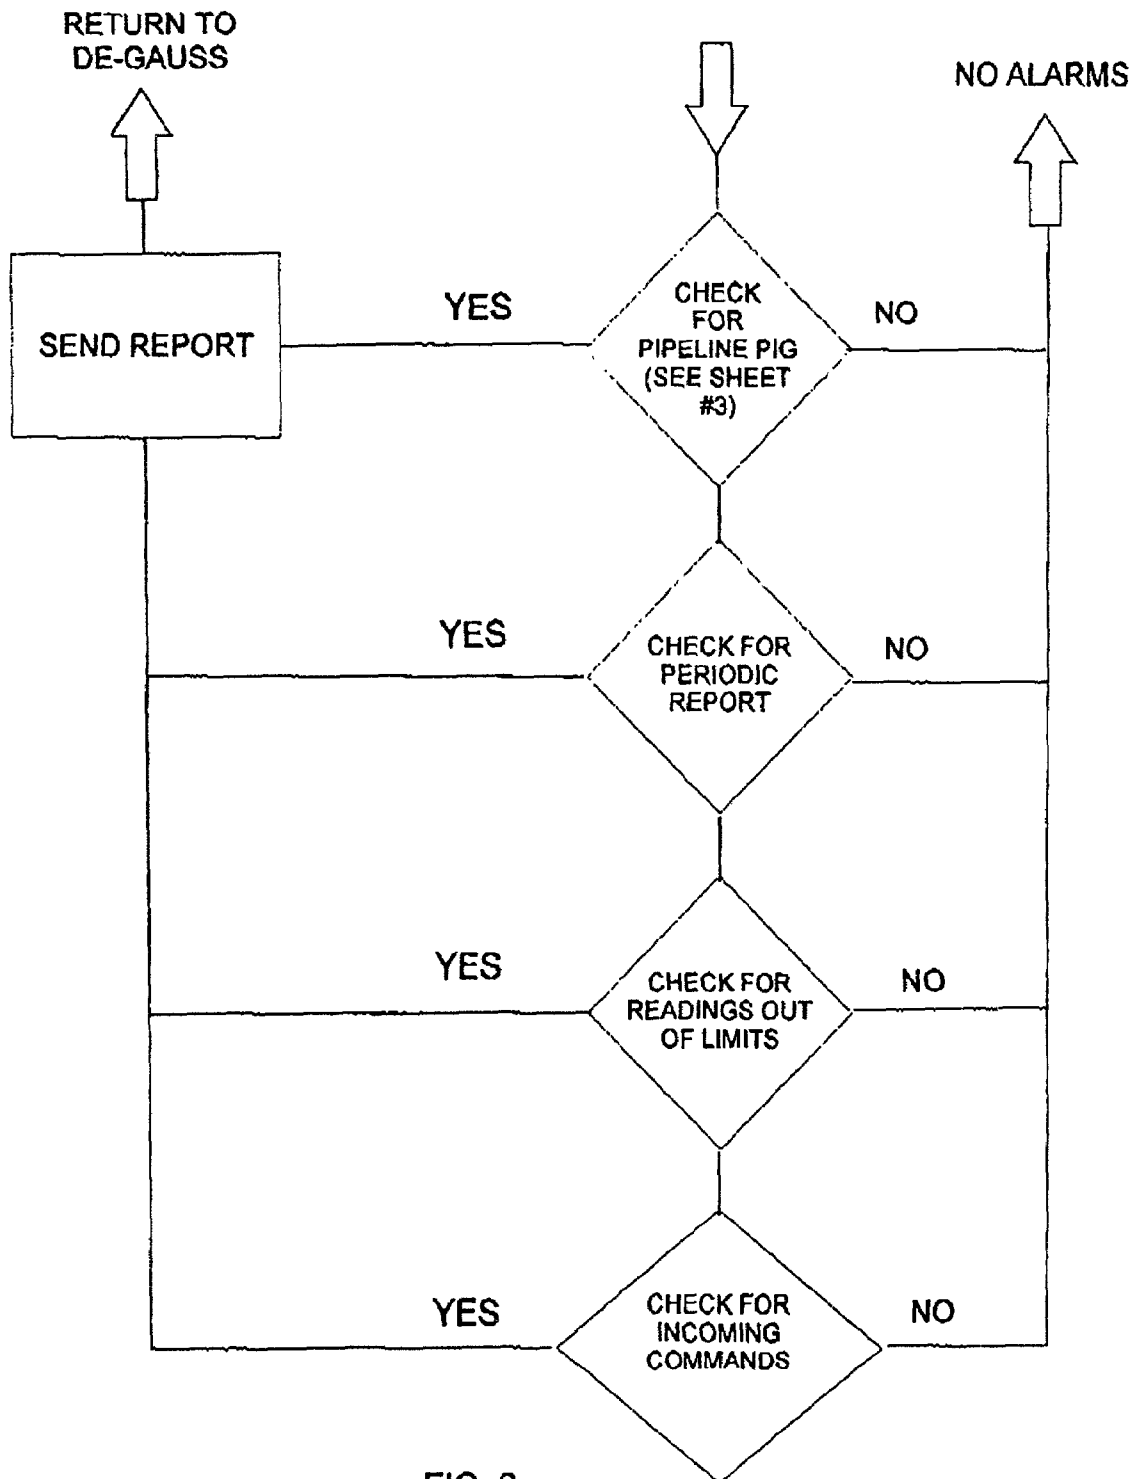 RETURN TO
DE-GAUSS
NO ALARMS
SEND REPORT
YES
CHECK
FOR
PIPELINE PIG
(SEE SHEET
#3)
NO
YES
CHECK FOR
PERIODIC
REPORT
NO
YES
CHECK FOR
READINGS OUT
OF LIMITS
NO
YES
CHECK FOR
INCOMING
COMMANDS
NO
FIG.